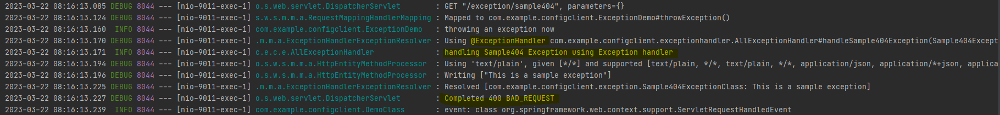 2023-03-22 08:16:13.085 DEBUG 8044 --- [nio-9011-exec-1] o.s.web.servlet.DispatcherServlet        : GET "/exception/sample404", parameters={}
2023-03-22 08:16:13.124 DEBUG 8044 --- [nio-9011-exec-1] s.w.s.m.m.a.RequestMappingHandlerMapping : Mapped to com.example.configclient.ExceptionDemo#throwException()
2023-03-22 08:16:13.160  INFO 8044 --- [nio-9011-exec-1] com.example.configclient.ExceptionDemo   : throwing an exception now
2023-03-22 08:16:13.170 DEBUG 8044 --- [nio-9011-exec-1] .m.m.a.ExceptionHandlerExceptionResolver : Using @ExceptionHandler com.example.configclient.exceptionhandler.AllExceptionHandler#handleSample404Exception(Sample404Except
2023-03-22 08:16:13.171  INFO 8044 --- [nio-9011-exec-1] c.e.c.e.AllExceptionHandler              : handling Sample404 Exception using Exception handler
2023-03-22 08:16:13.194 DEBUG 8044 --- [nio-9011-exec-1] o.s.w.s.m.m.a.HttpEntityMethodProcessor  : Using 'text/plain', given [*/*] and supported [text/plain, */*, text/plain, */*, application/json, application/*+json, applica
2023-03-22 08:16:13.196 DEBUG 8044 --- [nio-9011-exec-1] o.s.w.s.m.m.a.HttpEntityMethodProcessor  : Writing ["This is a sample exception"]
2023-03-22 08:16:13.225 DEBUG 8044 --- [nio-9011-exec-1] .m.m.a.ExceptionHandlerExceptionResolver : Resolved [com.example.configclient.exception.Sample404ExceptionClass: This is a sample exception]
2023-03-22 08:16:13.227 DEBUG 8044 --- [nio-9011-exec-1] o.s.web.servlet.DispatcherServlet        : Completed 400 BAD_REQUEST
2023-03-22 08:16:13.239  INFO 8044 --- [nio-9011-exec-1] com.example.configclient.DemoClass       : event: class org.springframework.web.context.support.ServletRequestHandledEvent